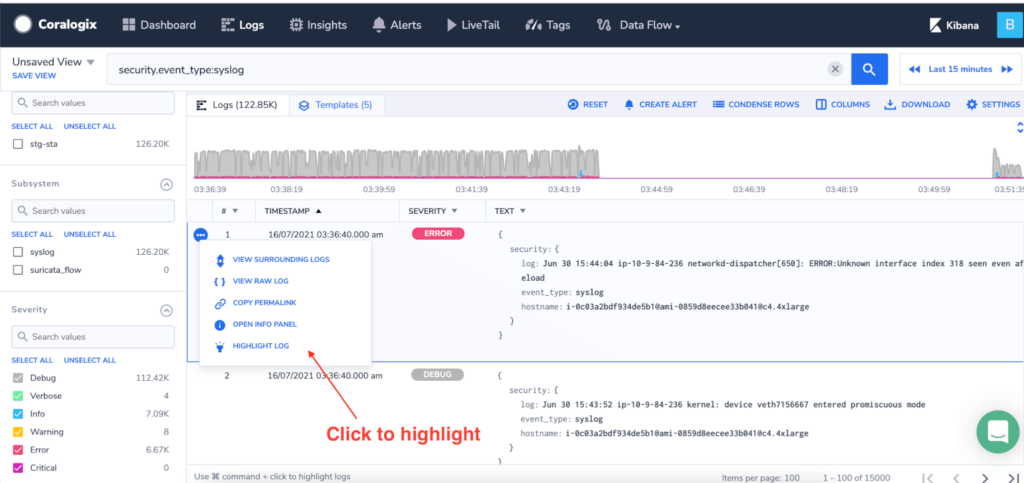 Coralogix
Dashboard
Logs
Insights
Alerts
LiveTail
Tags
Data Flow
Kibana
B
Unsaved View
SAVE VIEW
security.event_type:syslog
Last 15 minutes
Search values
SELECT ALL UNSELECT ALL
stg-sta 126.20K
Subsystem
Search values
SELECT ALL UNSELECT ALL
syslog 126.20K
suricata_flow 0
Severity
Search values
SELECT ALL UNSELECT ALL
Debug 112.42K
Verbose 4
Info 7.09K
Warning 8
Error 6.67K
Critical 0
Logs (122.85K)
Templates (5)
RESET
CREATE ALERT
CONDENSE ROWS
COLUMNS
DOWNLOAD
SETTINGS
03:36:39 03:38:19 03:39:59 03:41:39 03:43:19 03:44:59 03:46:39 03:48:19 03:49:59 03:51:39
# TIMESTAMP SEVERITY TEXT
1 16/07/2021 03:36:40.000 am ERROR {
security: {
log: Jun 30 15:44:04 ip-10-9-84-236 networkd-dispatcher[650]: ERROR:Unknown interface index 318 seen even af
eload
event_type: syslog
hostname: i-0c03a2bdf934de5b1@ami-0859d8eecee33b0410c4.4xlarge
}
}
VIEW SURROUNDING LOGS
VIEW RAW LOG
COPY PERMALINK
OPEN INFO PANEL
HIGHLIGHT LOG
2 16/07/2021 03:36:40.000 am DEBUG {
security: {
log: Jun 30 15:43:52 ip-10-9-84-236 kernel: device veth7156667 entered promiscuous mode
event_type: syslog
hostname: i-0c03a2bdf934de5b1@ami-0859d8eecee33b0410c4.4xlarge
}
Click to highlight
Use ⌘ command + click to highlight logs
Items per page: 100 1 – 100 of 15000